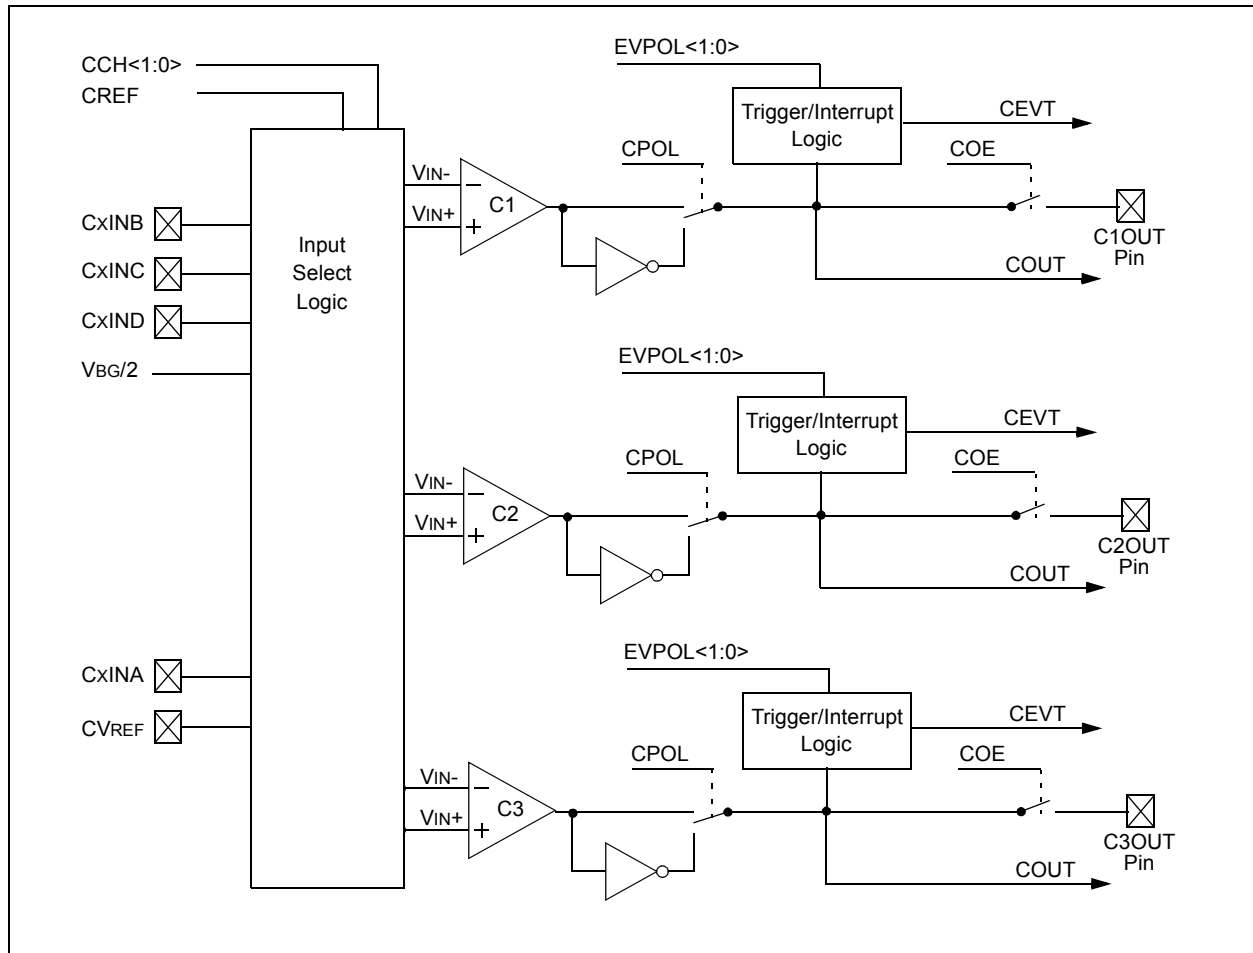 CCH<1:0>
CREF
CxINB
CxINC
CxIND
VBG/2
CxINA
CVREF
Input
Select
Logic
EVPOL<1:0>
Trigger/Interrupt
Logic
CEVT
CPOL
COE
VIN-
VIN+
C1
C1OUT
Pin
COUT
EVPOL<1:0>
Trigger/Interrupt
Logic
CEVT
CPOL
COE
VIN-
VIN+
C2
C2OUT
Pin
COUT
EVPOL<1:0>
Trigger/Interrupt
Logic
CEVT
CPOL
COE
VIN-
VIN+
C3
C3OUT
Pin
COUT